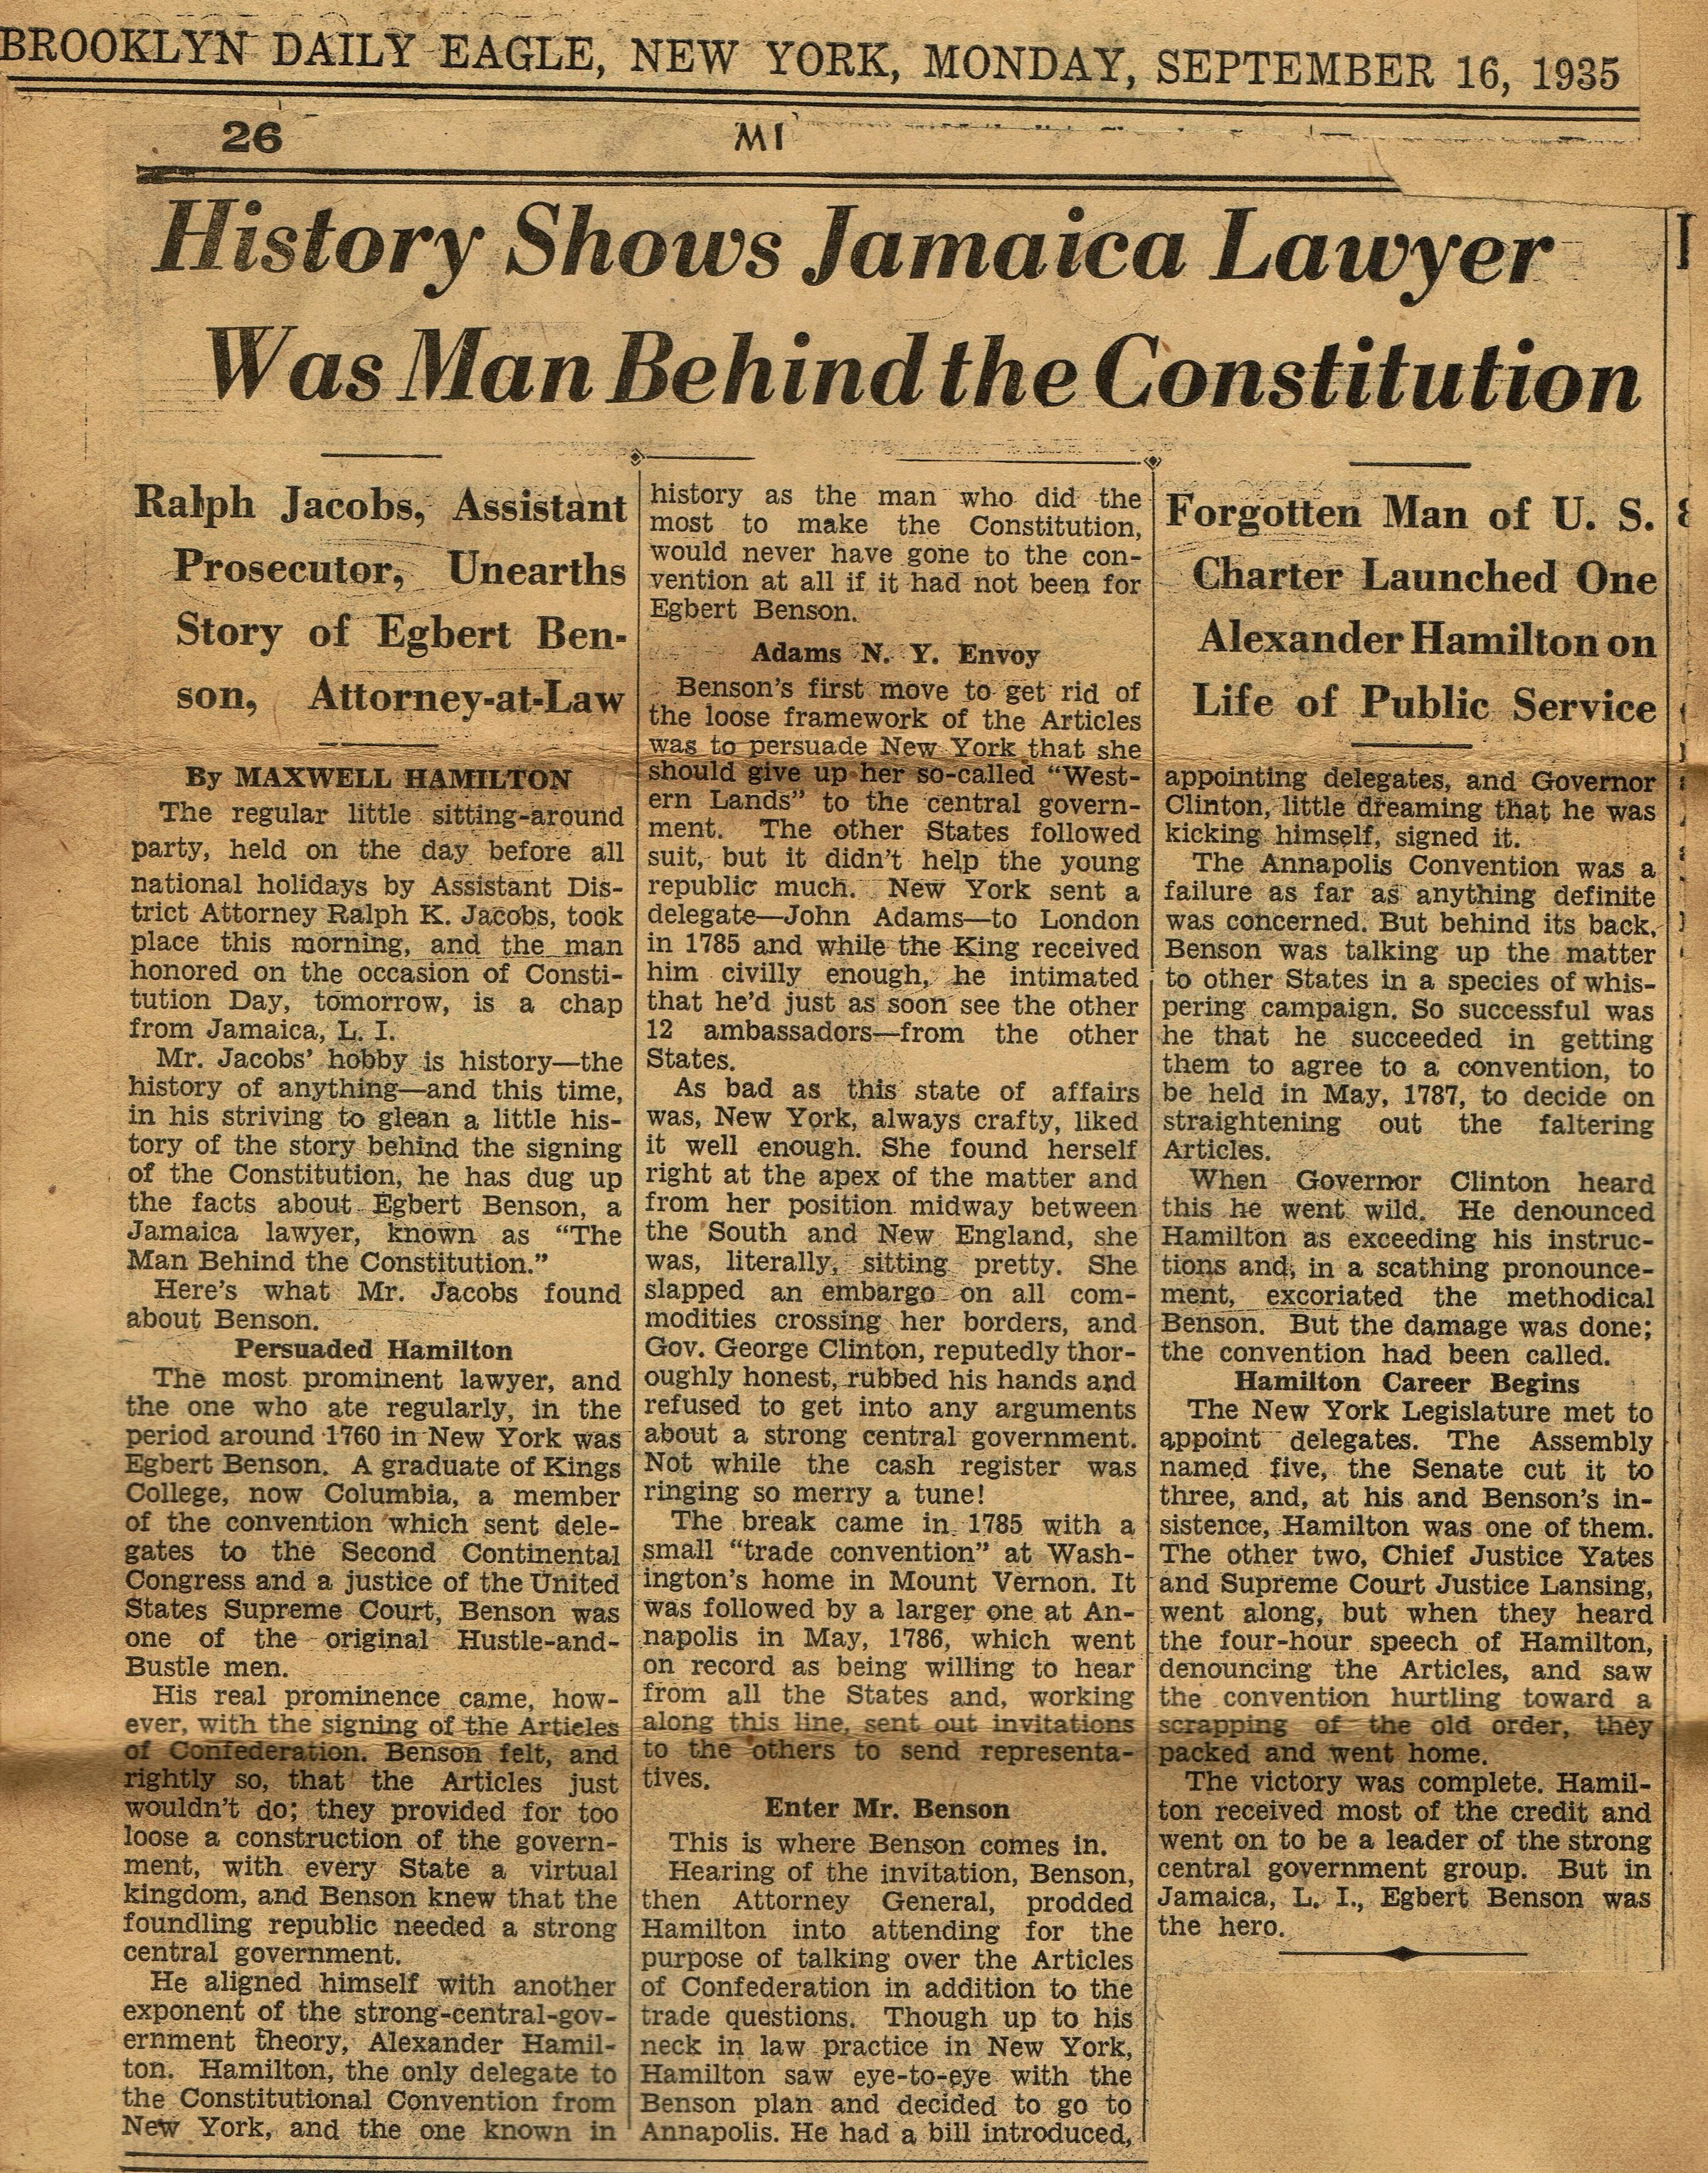 BROOKLYN DAILY EAGLE, NEW YORK, MONDAY, SEPTEMBER 16, 1935
26
M1
History Shows Jamaica Lawyer
Was Man Behind the Constitution
Ralph Jacobs, Assistant
Prosecutor, Unearths
Story of Egbert Ben-
son, Attorney-at-Law
By MAXWELL HAMILTON
The regular little sitting-around
party, held on the day before all
national holidays by Assistant Dis-
trict Attorney Ralph K. Jacobs, took
place this morning, and the man
honored on the occasion of Consti-
tution Day, tomorrow, is a chap
from Jamaica, L. I.
Mr. Jacobs' hobby is history—the
history of anything—and this time,
in his striving to glean a little his-
tory of the story behind the signing
of the Constitution, he has dug up
the facts about Egbert Benson, a
Jamaica lawyer, known as "The
Man Behind the Constitution."
Here's what Mr. Jacobs found
about Benson.
Persuaded Hamilton
The most prominent lawyer, and
the one who ate regularly, in the
period around 1760 in New York was
Egbert Benson. A graduate of Kings
College, now Columbia, a member
of the convention which sent dele-
gates to the Second Continental
Congress and a justice of the United
States Supreme Court, Benson was
one of the original Hustle-and-
Bustle men.
His real prominence came, how-
ever, with the signing of the Articles
of Confederation. Benson felt, and
rightly so, that the Articles just
wouldn't do; they provided for too
loose a construction of the govern-
ment, with every State a virtual
kingdom, and Benson knew that the
foundling republic needed a strong
central government.
He aligned himself with another
exponent of the strong-central-gov-
ernment theory, Alexander Hamil-
ton. Hamilton, the only delegate to
the Constitutional Convention from
New York, and the one known in
history as the man who did the
most to make the Constitution,
would never have gone to the con-
vention at all if it had not been for
Egbert Benson.
Adams N. Y. Envoy
Benson's first move to get rid of
the loose framework of the Articles
was to persuade New York that she
should give up her so-called "West-
ern Lands" to the central govern-
ment. The other States followed
suit, but it didn't help the young
republic much. New York sent a
delegate—John Adams—to London
in 1785 and while the King received
him civilly enough, he intimated
that he'd just as soon see the other
12 ambassadors—from the other
States.
As bad as this state of affairs
was, New York, always crafty, liked
it well enough. She found herself
right at the apex of the matter and
from her position midway between
the South and New England, she
was, literally, sitting pretty. She
slapped an embargo on all com-
modities crossing her borders, and
Gov. George Clinton, reputedly thor-
oughly honest, rubbed his hands and
refused to get into any arguments
about a strong central government.
Not while the cash register was
ringing so merry a tune!
The break came in 1785 with a
small "trade convention" at Wash-
ington's home in Mount Vernon. It
was followed by a larger one at An-
napolis in May, 1786, which went
on record as being willing to hear
from all the States and, working
along this line, sent out invitations
to the others to send representa-
tives.
Enter Mr. Benson
This is where Benson comes in.
Hearing of the invitation, Benson,
then Attorney General, prodded
Hamilton into attending for the
purpose of talking over the Articles
of Confederation in addition to the
trade questions. Though up to his
neck in law practice in New York,
Hamilton saw eye-to-eye with the
Benson plan and decided to go to
Annapolis. He had a bill introduced,
Forgotten Man of U. S.
Charter Launched One
Alexander Hamilton on
Life of Public Service
appointing delegates, and Governor
Clinton, little dreaming that he was
kicking himself, signed it.
The Annapolis Convention was a
failure as far as anything definite
was concerned. But behind its back,
Benson was talking up the matter
to other States in a species of whis-
pering campaign. So successful was
he that he succeeded in getting
them to agree to a convention, to
be held in May, 1787, to decide on
straightening out the faltering
Articles.
When Governor Clinton heard
this he went wild. He denounced
Hamilton as exceeding his instruc-
tions and, in a scathing pronounce-
ment, excoriated the methodical
Benson. But the damage was done;
the convention had been called.
Hamilton Career Begins
The New York Legislature met to
appoint delegates. The Assembly
named five, the Senate cut it to
three, and, at his and Benson's in-
sistence, Hamilton was one of them.
The other two, Chief Justice Yates
and Supreme Court Justice Lansing,
went along, but when they heard
the four-hour speech of Hamilton,
denouncing the Articles, and saw
the convention hurtling toward a
scrapping of the old order, they
packed and went home.
The victory was complete. Hamil-
ton received most of the credit and
went on to be a leader of the strong
central government group. But in
Jamaica, L. I., Egbert Benson was
the hero.